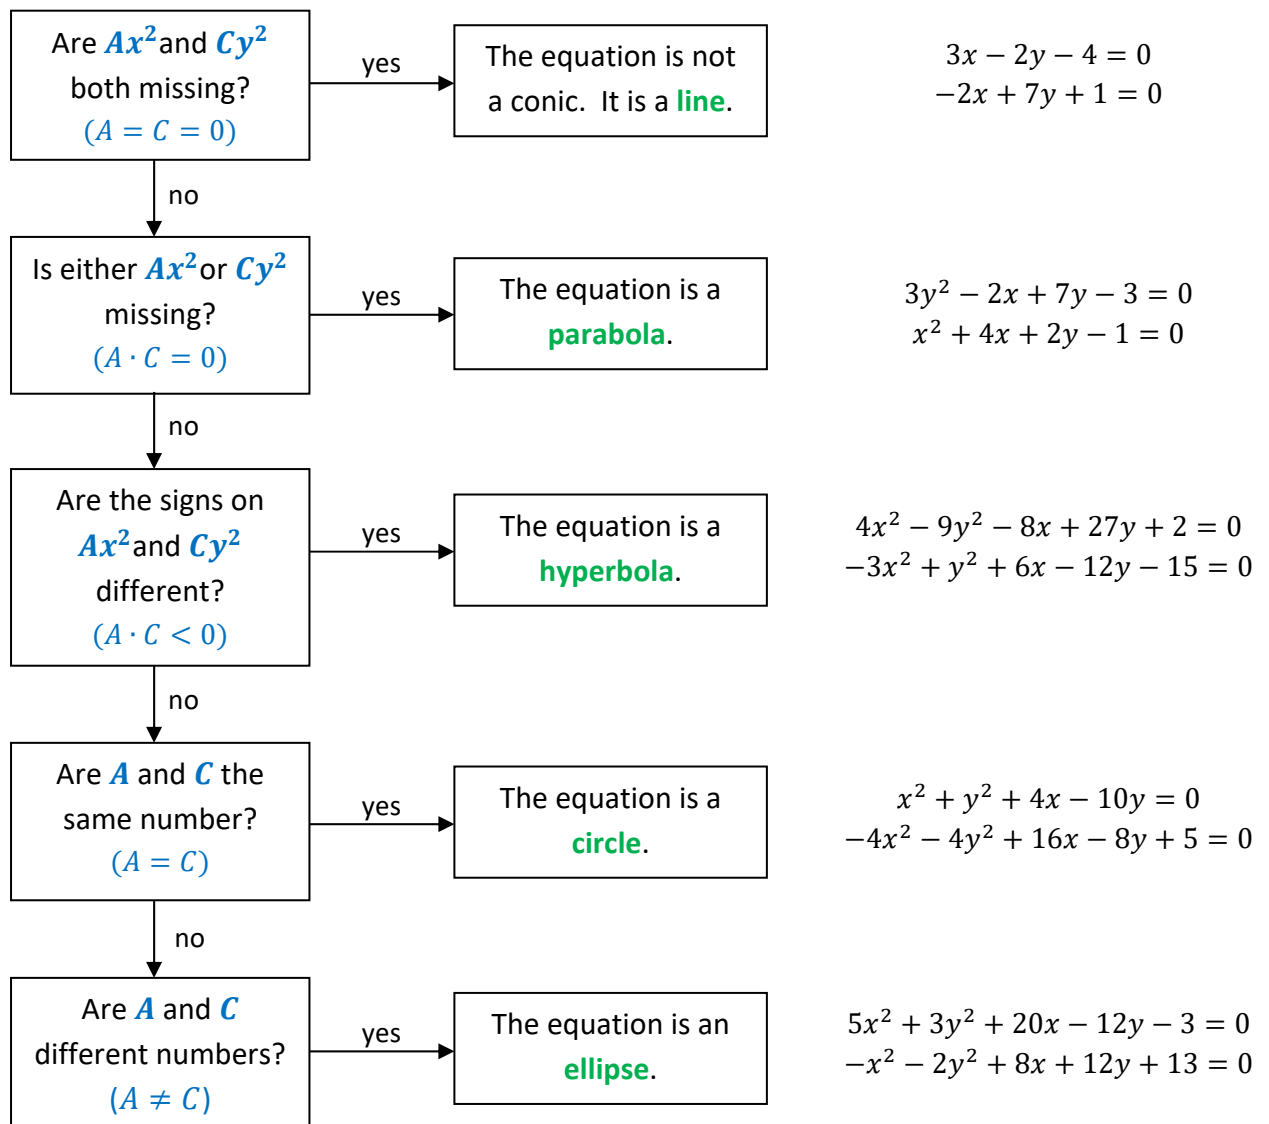 Are Ax² and Cy²
both missing?
(A = C = 0)
yes
The equation is not
a conic. It is a line.
3x − 2y − 4 = 0
−2x + 7y + 1 = 0
no
Is either Ax² or Cy²
missing?
(A · C = 0)
yes
The equation is a
parabola.
3y² − 2x + 7y − 3 = 0
x² + 4x + 2y − 1 = 0
no
Are the signs on
Ax² and Cy²
different?
(A · C < 0)
yes
The equation is a
hyperbola.
4x² − 9y² − 8x + 27y + 2 = 0
−3x² + y² + 6x − 12y − 15 = 0
no
Are A and C the
same number?
(A = C)
yes
The equation is a
circle.
x² + y² + 4x − 10y = 0
−4x² − 4y² + 16x − 8y + 5 = 0
no
Are A and C
different numbers?
(A ≠ C)
yes
The equation is an
ellipse.
5x² + 3y² + 20x − 12y − 3 = 0
−x² − 2y² + 8x + 12y + 13 = 0